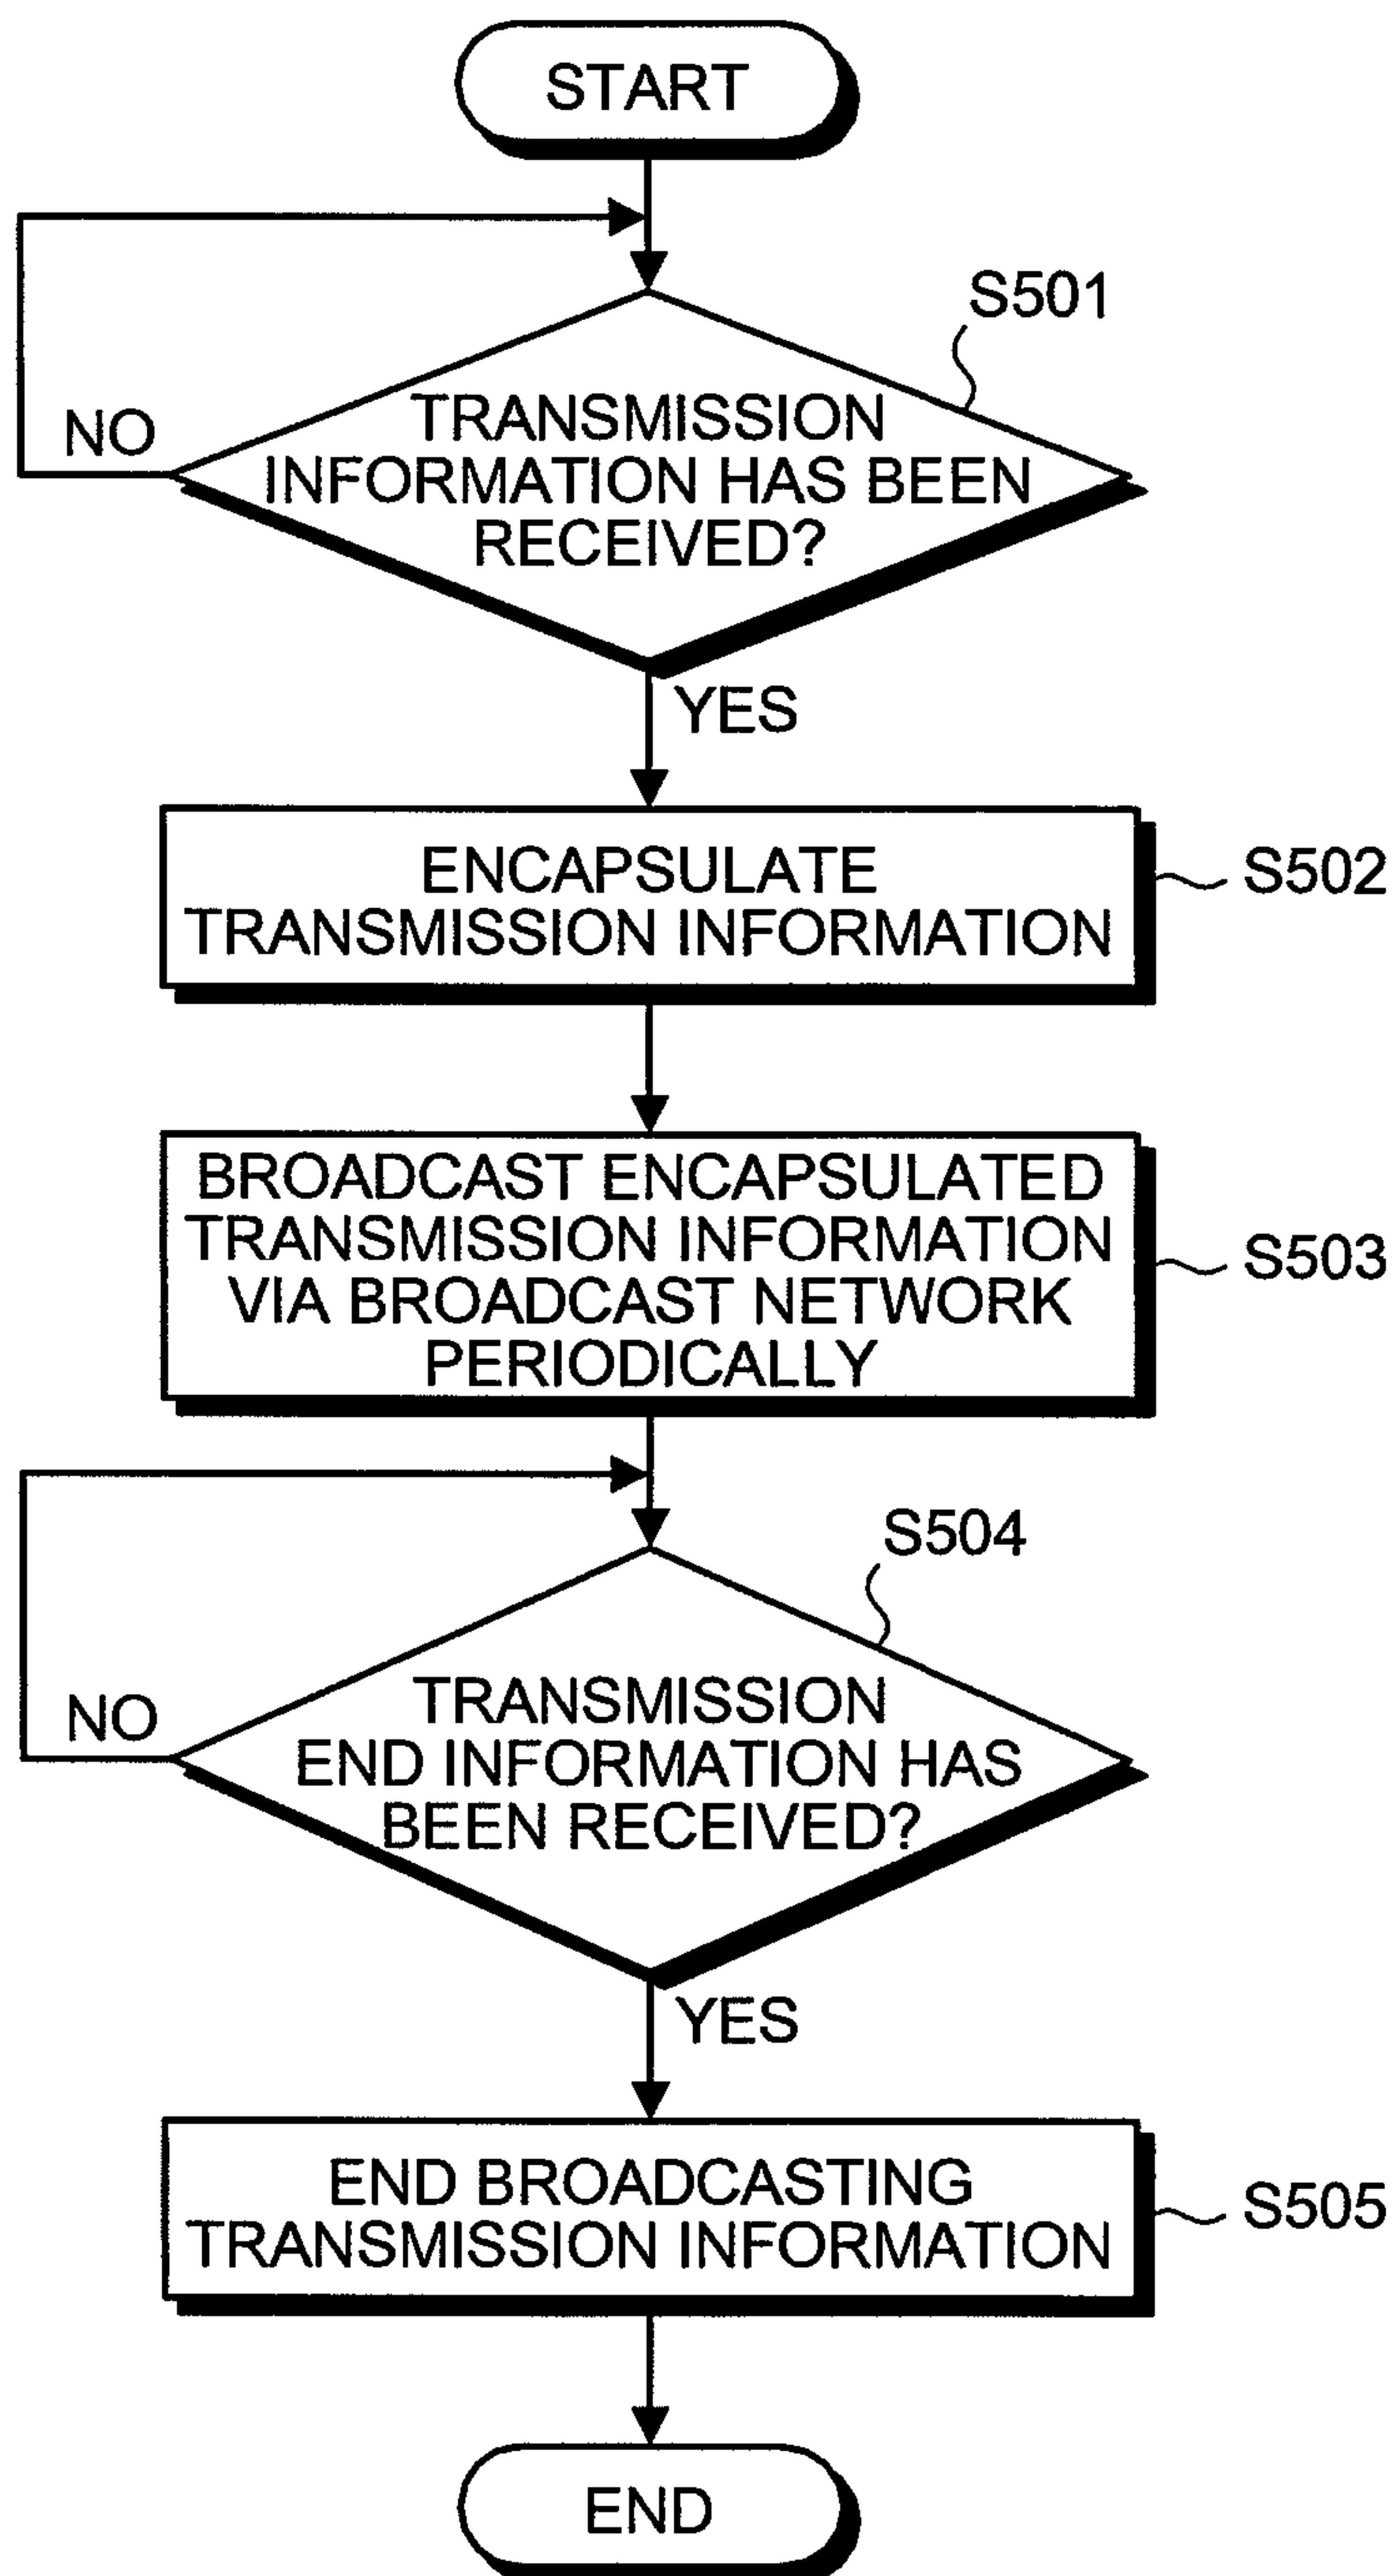 START
S501
TRANSMISSION
INFORMATION HAS BEEN
RECEIVED?
NO
YES
ENCAPSULATE
TRANSMISSION INFORMATION
S502
BROADCAST ENCAPSULATED
TRANSMISSION INFORMATION
VIA BROADCAST NETWORK
PERIODICALLY
S503
S504
TRANSMISSION
END INFORMATION HAS
BEEN RECEIVED?
NO
YES
END BROADCASTING
TRANSMISSION INFORMATION
S505
END